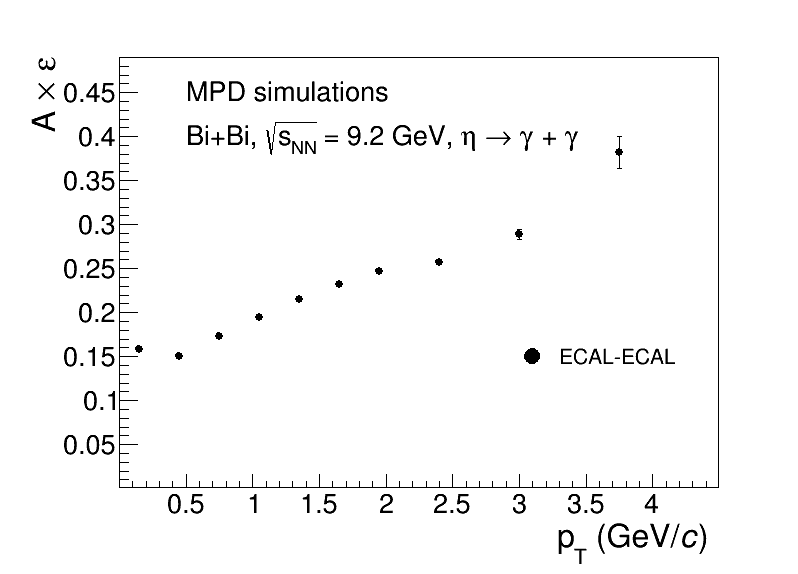 A × ε
0.45
0.4
0.35
0.3
0.25
0.2
0.15
0.1
0.05
MPD simulations
Bi+Bi, √sNN = 9.2 GeV, η → γ + γ
ECAL-ECAL
0.5 1 1.5 2 2.5 3 3.5 4
pT (GeV/c)